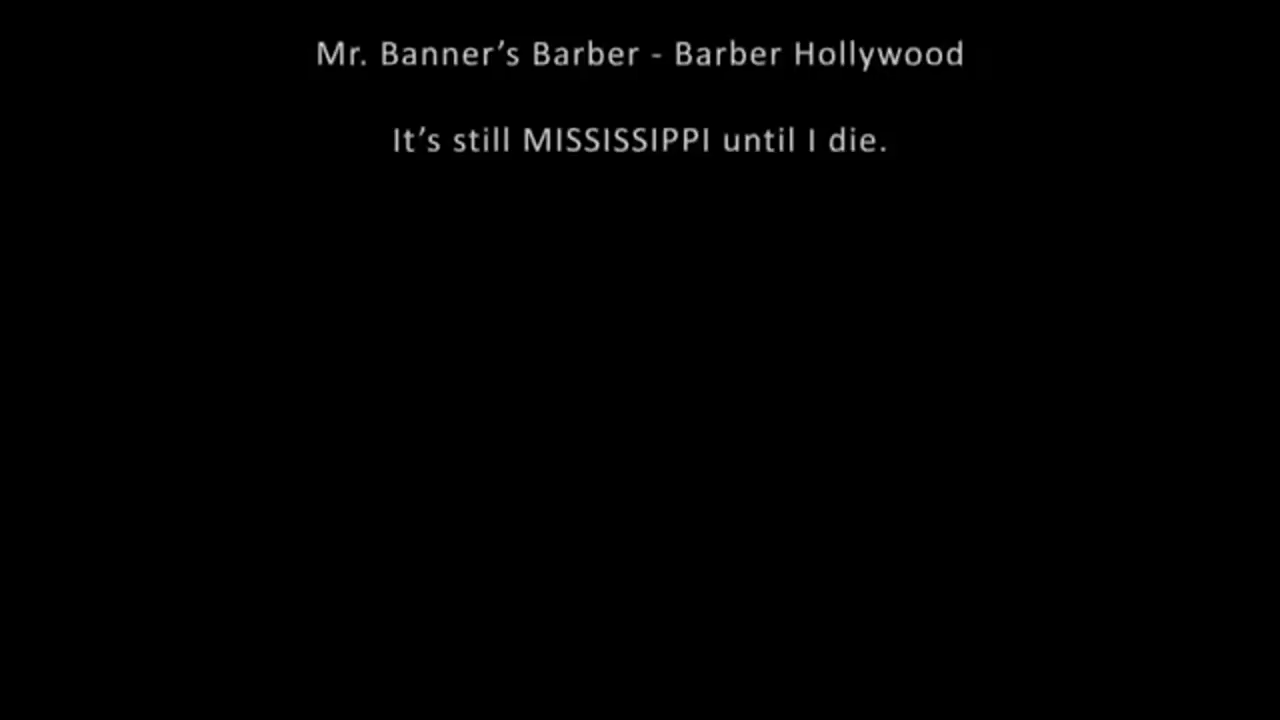 Mr. Banner’s Barber - Barber Hollywood
It’s still MISSISSIPPI until I die.